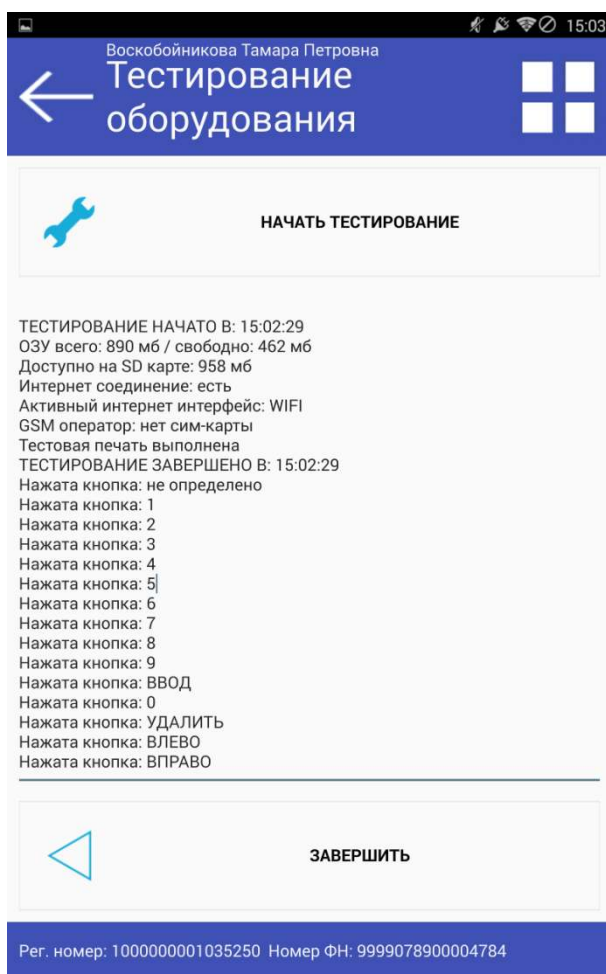 15:03
Воскобойникова Тамара Петровна
Тестирование
оборудования
НАЧАТЬ ТЕСТИРОВАНИЕ
ТЕСТИРОВАНИЕ НАЧАТО В: 15:02:29
ОЗУ всего: 890 мб / свободно: 462 мб
Доступно на SD карте: 958 мб
Интернет соединение: есть
Активный интернет интерфейс: WIFI
GSM оператор: нет сим-карты
Тестовая печать выполнена
ТЕСТИРОВАНИЕ ЗАВЕРШЕНО В: 15:02:29
Нажата кнопка: не определено
Нажата кнопка: 1
Нажата кнопка: 2
Нажата кнопка: 3
Нажата кнопка: 4
Нажата кнопка: 5
Нажата кнопка: 6
Нажата кнопка: 7
Нажата кнопка: 8
Нажата кнопка: 9
Нажата кнопка: ВВОД
Нажата кнопка: 0
Нажата кнопка: УДАЛИТЬ
Нажата кнопка: ВЛЕВО
Нажата кнопка: ВПРАВО
ЗАВЕРШИТЬ
Рег. номер: 1000000001035250 Номер ФН: 9999078900004784